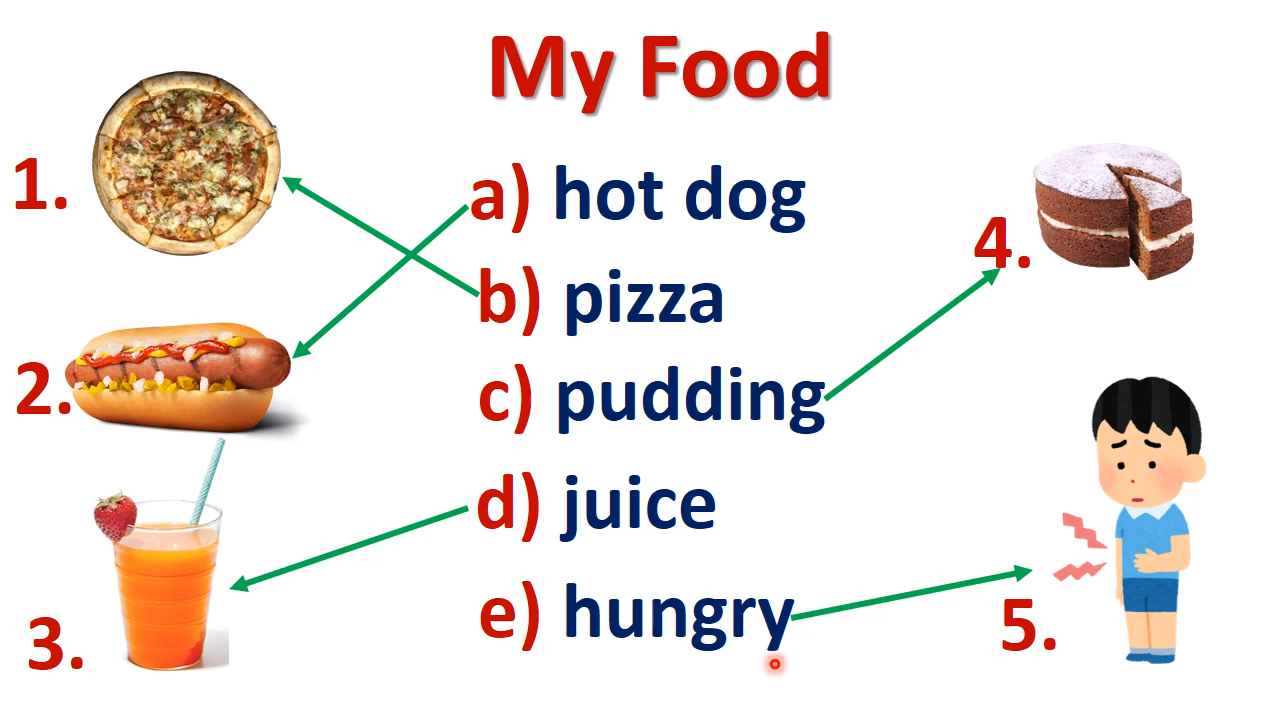 My Food
1.
2.
3.
a) hot dog
b) pizza
c) pudding
d) juice
e) hungry
4.
5.